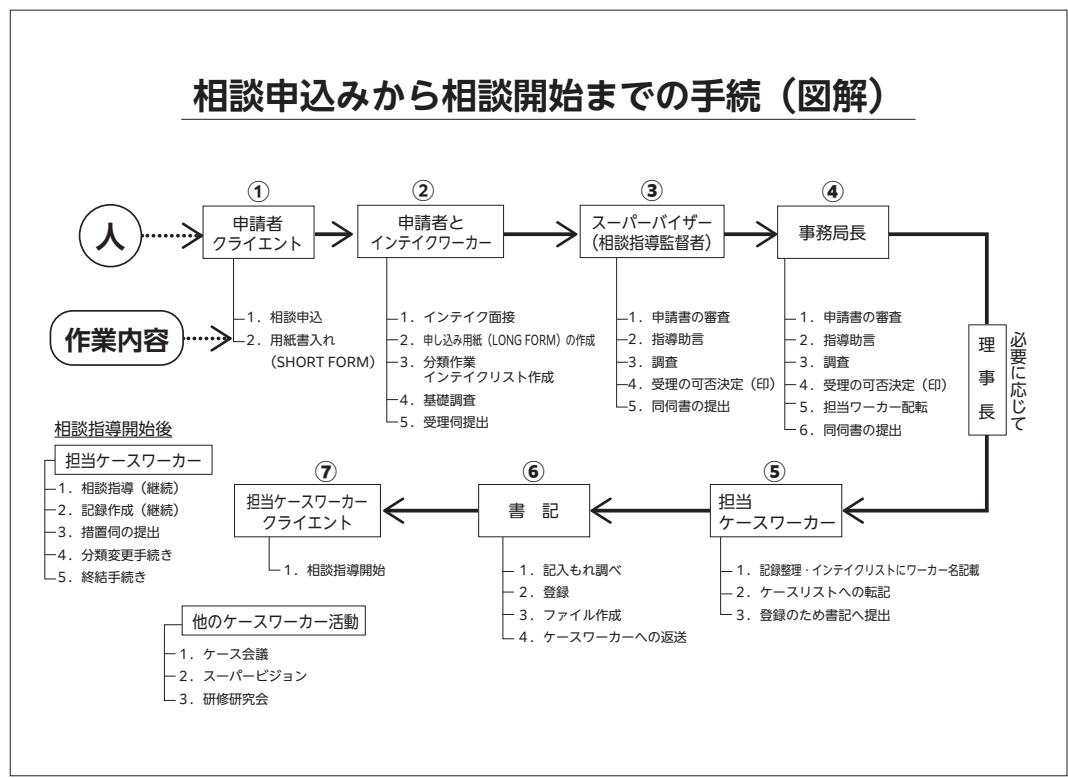 相談申込みから相談開始までの手続（図解）
人
①
申請者
クライエント
②
申請者と
インテイクワーカー
③
スーパーバイザー
（相談指導監督者）
④
事務局長
作業内容
1．相談申込
2．用紙書入れ
（SHORT FORM）
1．インテイク面接
2．申し込み用紙（LONG FORM）の作成
3．分類作業
インテイクリスト作成
4．基礎調査
5．受理伺提出
1．申請書の審査
2．指導助言
3．調査
4．受理の可否決定（印）
5．同伺書の提出
1．申請書の審査
2．指導助言
3．調査
4．受理の可否決定（印）
5．担当ワーカー配転
6．同伺書の提出
理事長
必要に応じて
⑤
担当
ケースワーカー
1．記録整理・インテイクリストにワーカー名記載
2．ケースリストへの転記
3．登録のため書記へ提出
⑥
書　記
1．記入もれ調べ
2．登録
3．ファイル作成
4．ケースワーカーへの返送
⑦
担当ケースワーカー
クライエント
1．相談指導開始
相談指導開始後
担当ケースワーカー
1．相談指導（継続）
2．記録作成（継続）
3．措置伺の提出
4．分類変更手続き
5．終結手続き
他のケースワーカー活動
1．ケース会議
2．スーパービジョン
3．研修研究会